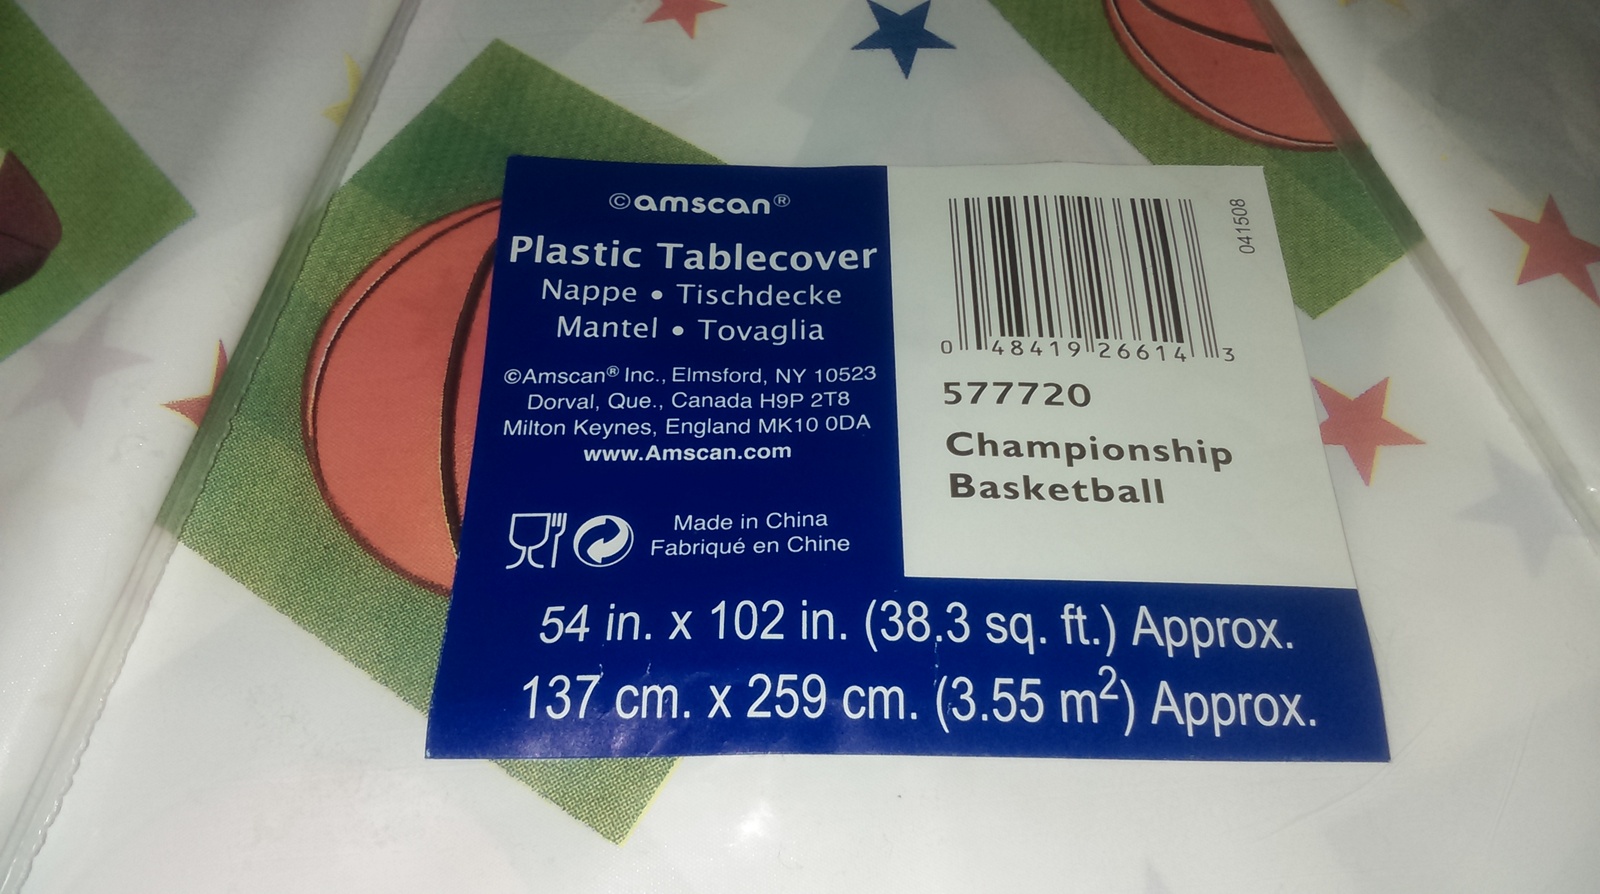 ©amscan®
Plastic Tablecover
Nappe • Tischdecke
Mantel • Tovaglia
©Amscan® Inc., Elmsford, NY 10523
Dorval, Que., Canada H9P 2T8
Milton Keynes, England MK10 0DA
www.Amscan.com
Made in China
Fabriqué en Chine
041508
0 48419 26614 3
577720
Championship
Basketball
54 in. x 102 in. (38.3 sq. ft.) Approx.
137 cm. x 259 cm. (3.55 m²) Approx.